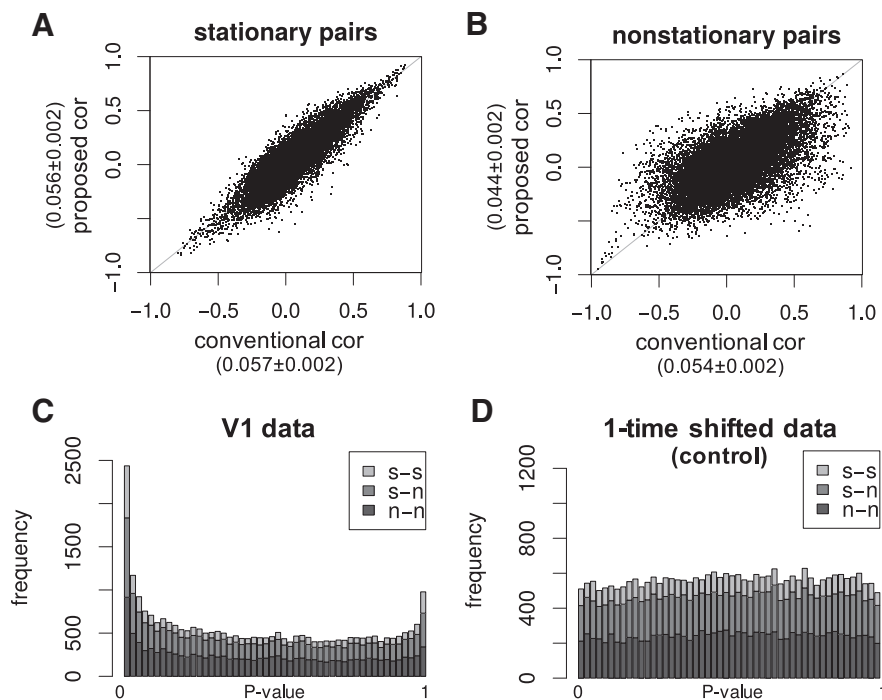 A
stationary pairs
1.0
0.5
0.0
−1.0
proposed cor
(0.056±0.002)
−1.0 −0.5 0.0 0.5 1.0
conventional cor
(0.057±0.002)
B
nonstationary pairs
1.0
0.5
0.0
−1.0
proposed cor
(0.044±0.002)
−1.0 −0.5 0.0 0.5 1.0
conventional cor
(0.054±0.002)
C
V1 data
2500
1500
500
0
frequency
s−s
s−n
n−n
0 P-value 1
D
1-time shifted data
(control)
1200
800
400
0
frequency
s−s
s−n
n−n
0 P-value